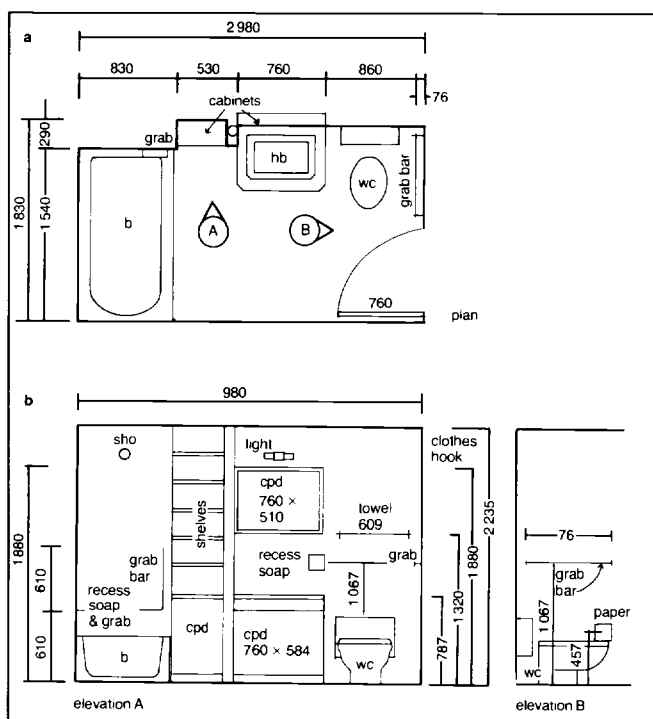 a
2 980
830 530 760 860
76
cabinets
290
grab
hb
wc
grab bar
1 830
1 540
b
A
B
760
plan
b
980
sho
light
clothes
hook
cpd
760 ×
510
towel
609
shelves
2 235
1 880
1 880
610
grab
bar
recess
soap
grab
76
grab
bar
1 320
1 067
1 067
recess
soap
& grab
787
paper
610
b
cpd
cpd
760 × 584
wc
wc
457
elevation A
elevation B